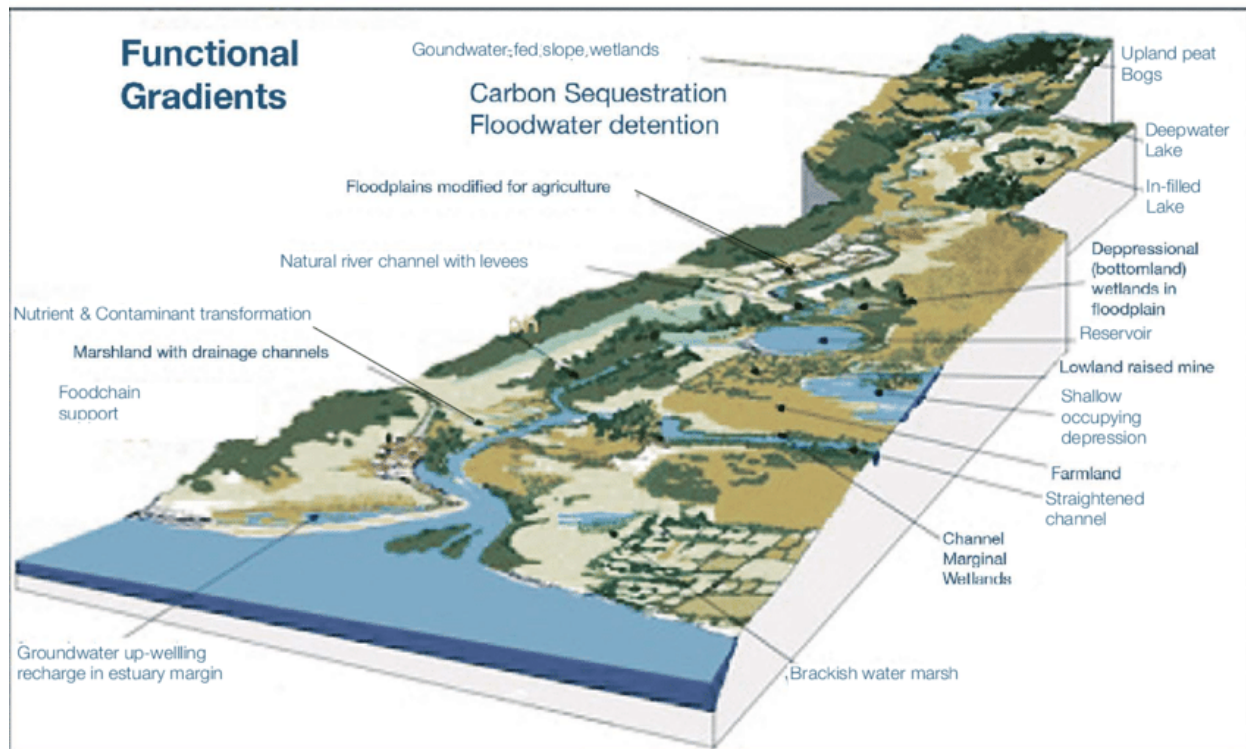 Functional
Gradients
Goundwater-fed,slope,wetlands
Carbon Sequestration
Floodwater detention
Upland peat
Bogs
Deepwater
Lake
In-filled
Lake
Floodplains modified for agriculture
Natural river channel with levees
Deppressional
(bottomland)
wetlands in
floodplain
Nutrient & Contaminant transformation
Reservoir
Marshland with drainage channels
Lowland raised mine
Foodchain
support
Shallow
occupying
depression
Farmland
Straightened
channel
Channel
Marginal
Wetlands
Groundwater up-wellling
recharge in estuary margin
Brackish water marsh